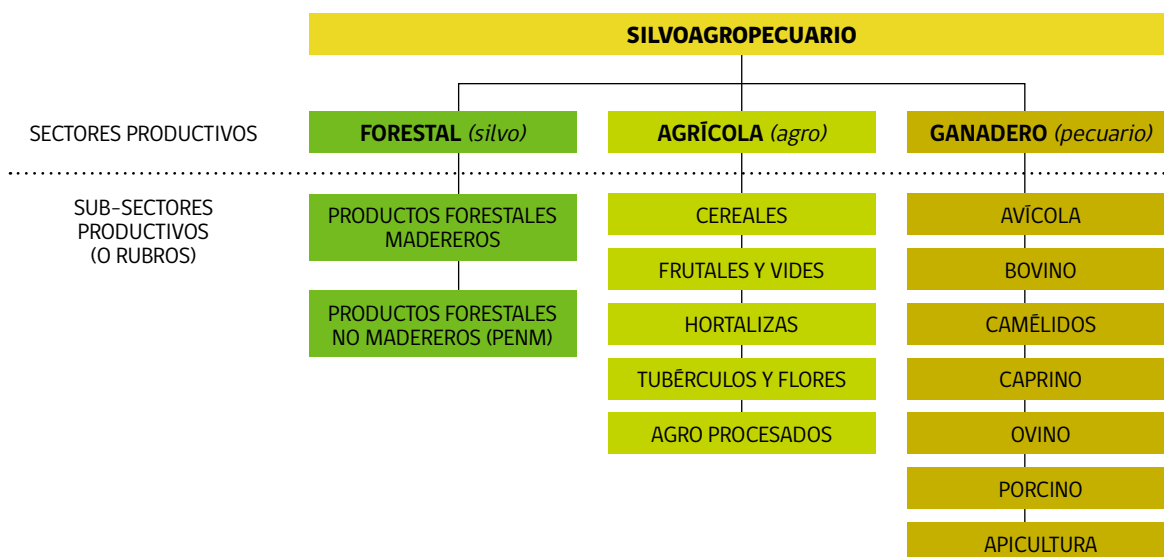 SILVOAGROPECUARIO
SECTORES PRODUCTIVOS
FORESTAL (silvo)
AGRÍCOLA (agro)
GANADERO (pecuario)
SUB-SECTORES
PRODUCTIVOS
(O RUBROS)
PRODUCTOS FORESTALES
MADEREROS
PRODUCTOS FORESTALES
NO MADEREROS (PENM)
CEREALES
FRUTALES Y VIDES
HORTALIZAS
TUBÉRCULOS Y FLORES
AGRO PROCESADOS
AVÍCOLA
BOVINO
CAMÉLIDOS
CAPRINO
OVINO
PORCINO
APICULTURA